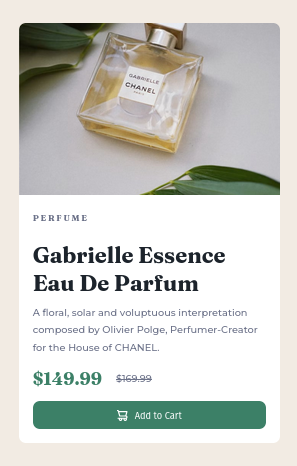 GABRIELLE
CHANEL
PARIS
PERFUME
Gabrielle Essence
Eau De Parfum
A floral, solar and voluptuous interpretation
composed by Olivier Polge, Perfumer-Creator
for the House of CHANEL.
$149.99 $169.99
Add to Cart